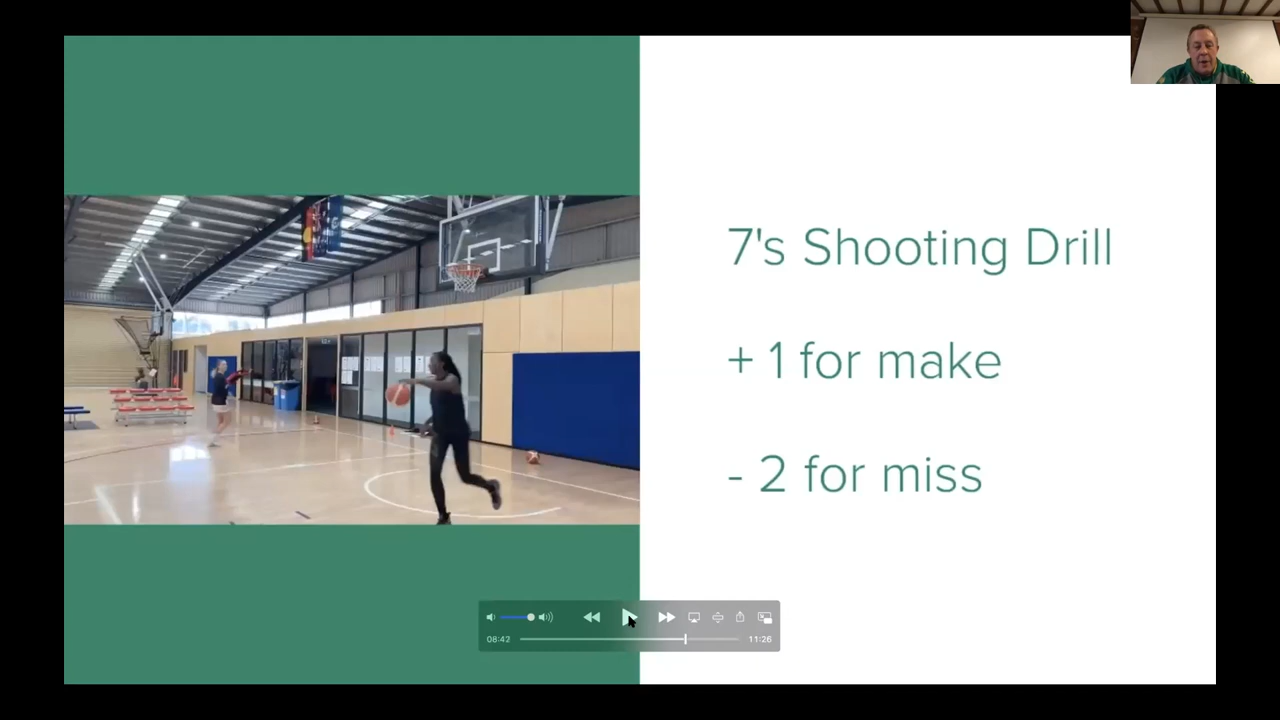 7's Shooting Drill
+ 1 for make
- 2 for miss
08:42
11:26